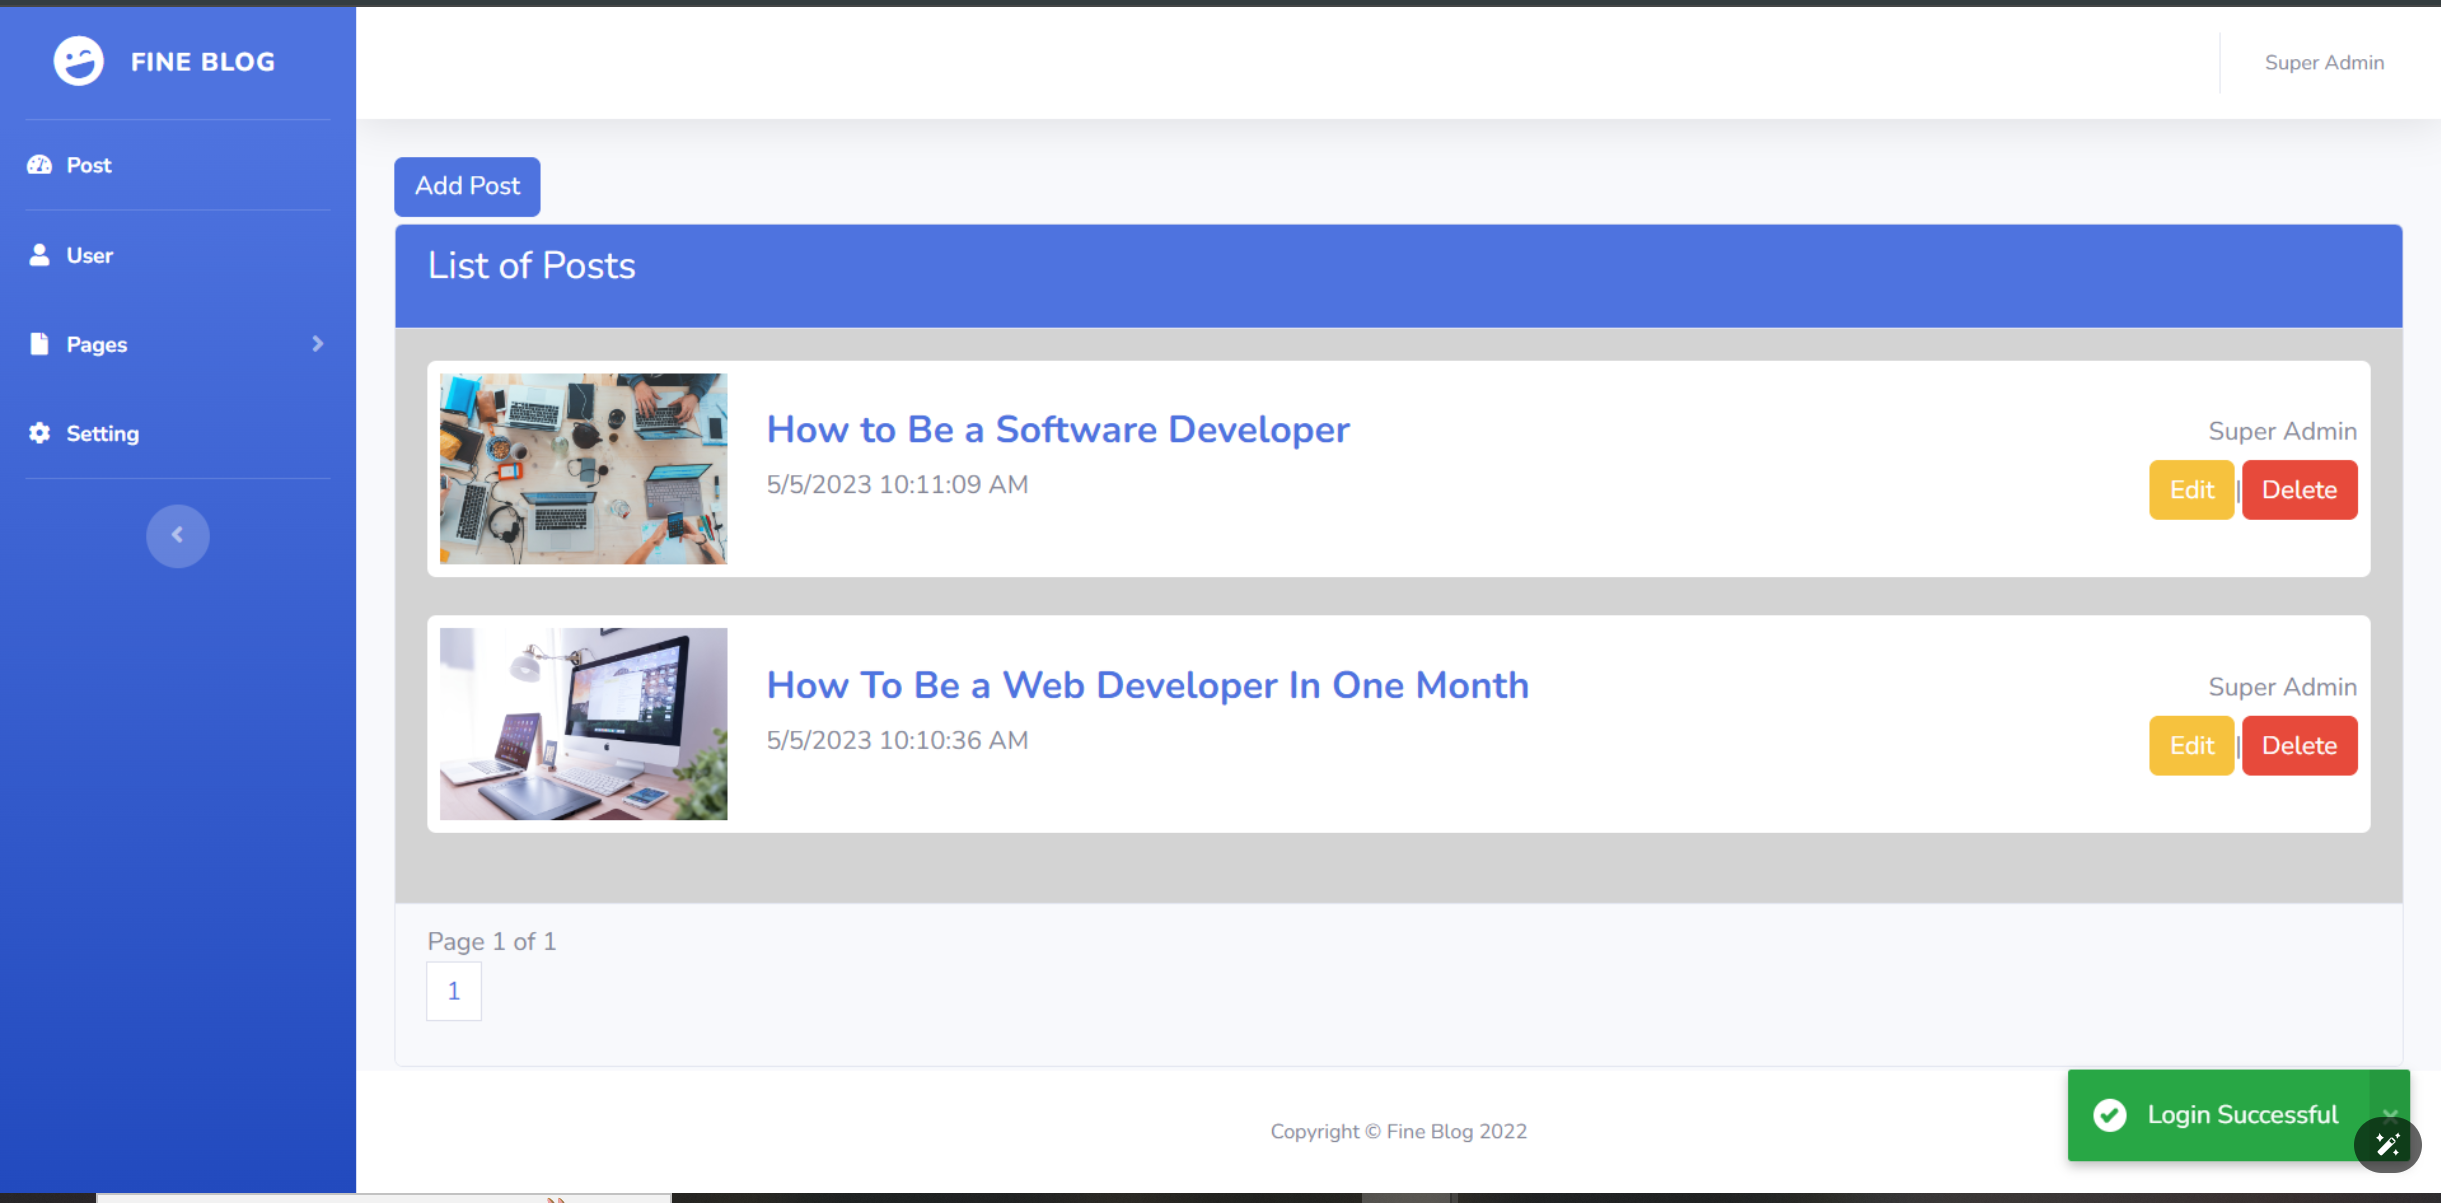 FINE BLOG
Super Admin
Post
User
Pages
Setting
Add Post
List of Posts
How to Be a Software Developer
5/5/2023 10:11:09 AM
Super Admin
Edit | Delete
How To Be a Web Developer In One Month
5/5/2023 10:10:36 AM
Super Admin
Edit | Delete
Page 1 of 1
1
Login Successful
Copyright © Fine Blog 2022